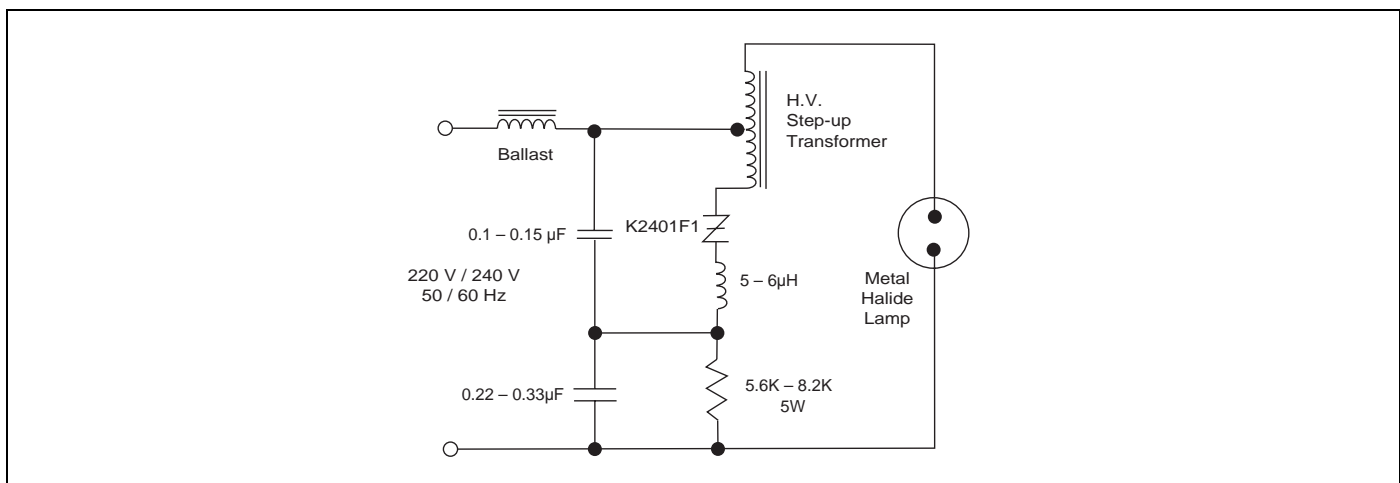 H.V.
Step-up
Transformer
Ballast
K2401F1
0.1 – 0.15 µF
220 V / 240 V
50 / 60 Hz
5 – 6µH
Metal
Halide
Lamp
0.22 – 0.33µF
5.6K – 8.2K
5W